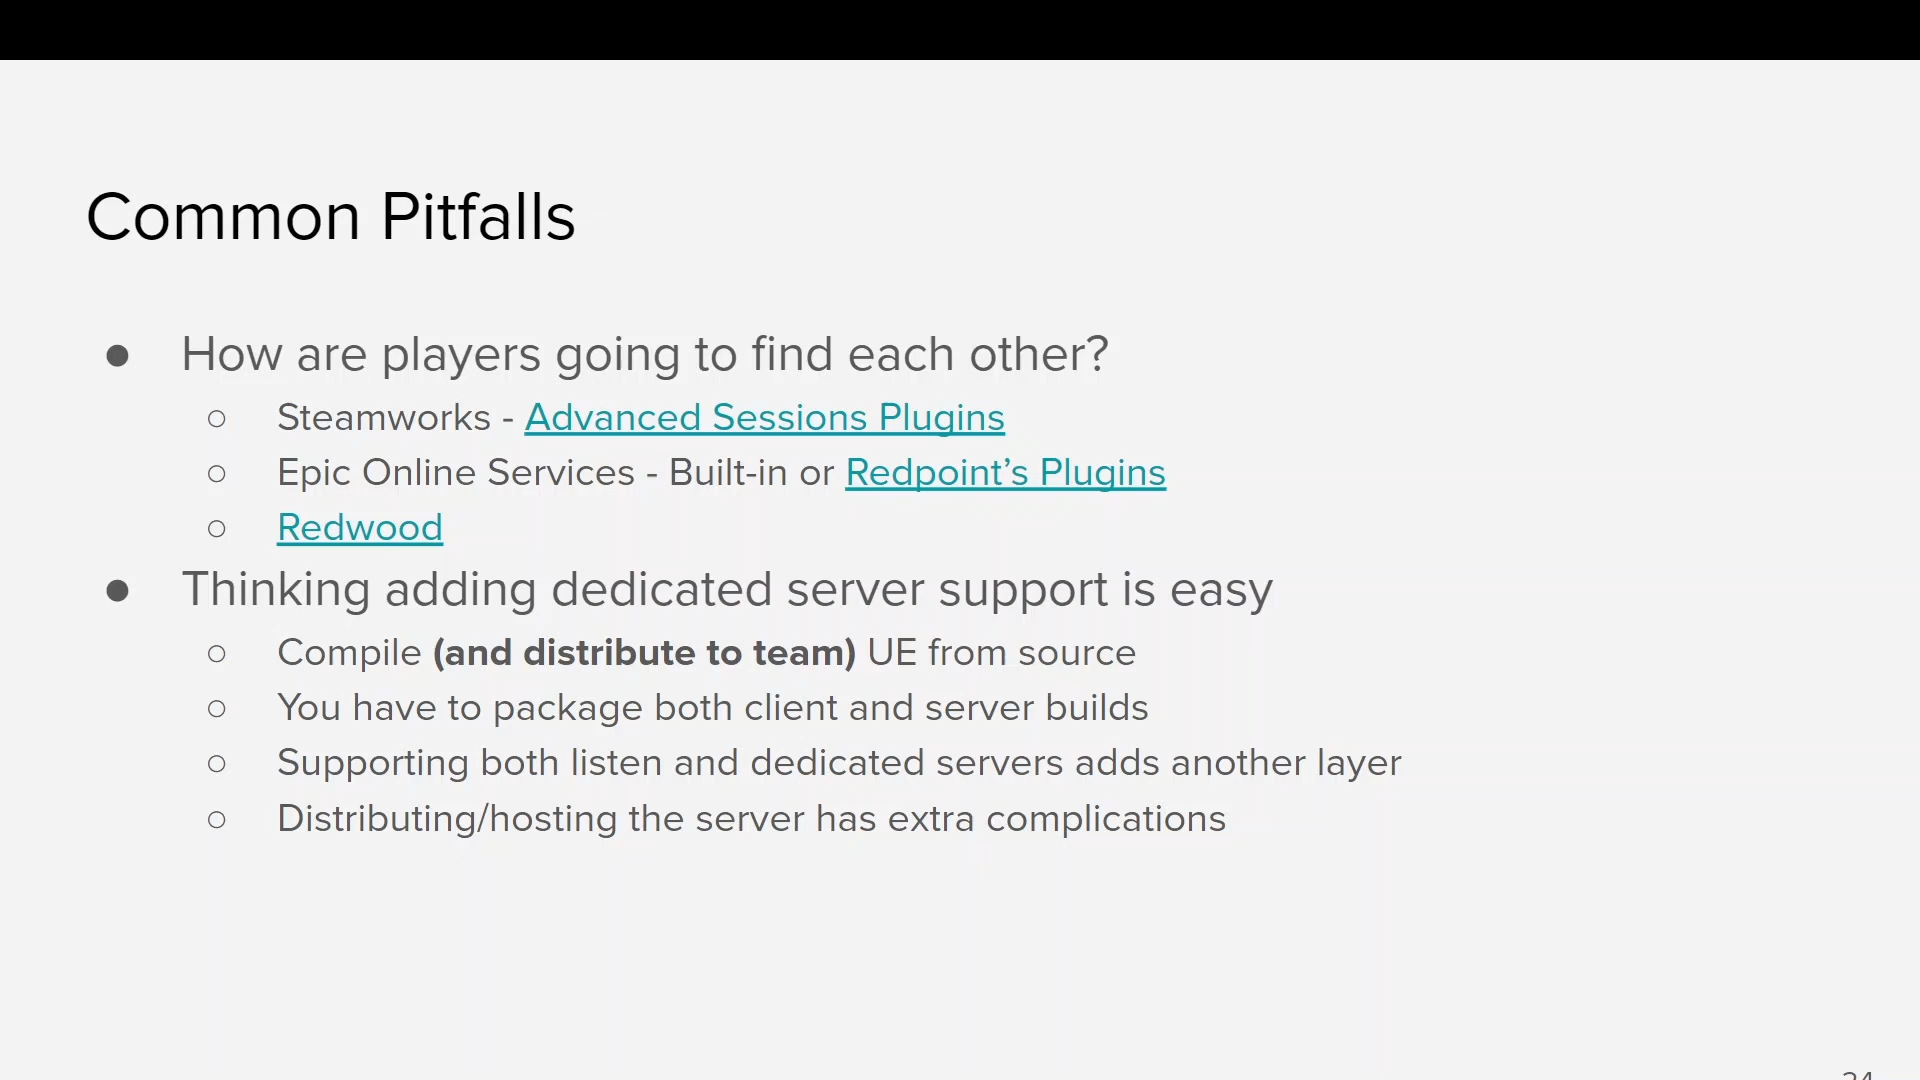 Common Pitfalls
● How are players going to find each other?
○ Steamworks - Advanced Sessions Plugins
○ Epic Online Services - Built-in or Redpoint’s Plugins
○ Redwood
● Thinking adding dedicated server support is easy
○ Compile (and distribute to team) UE from source
○ You have to package both client and server builds
○ Supporting both listen and dedicated servers adds another layer
○ Distributing/hosting the server has extra complications